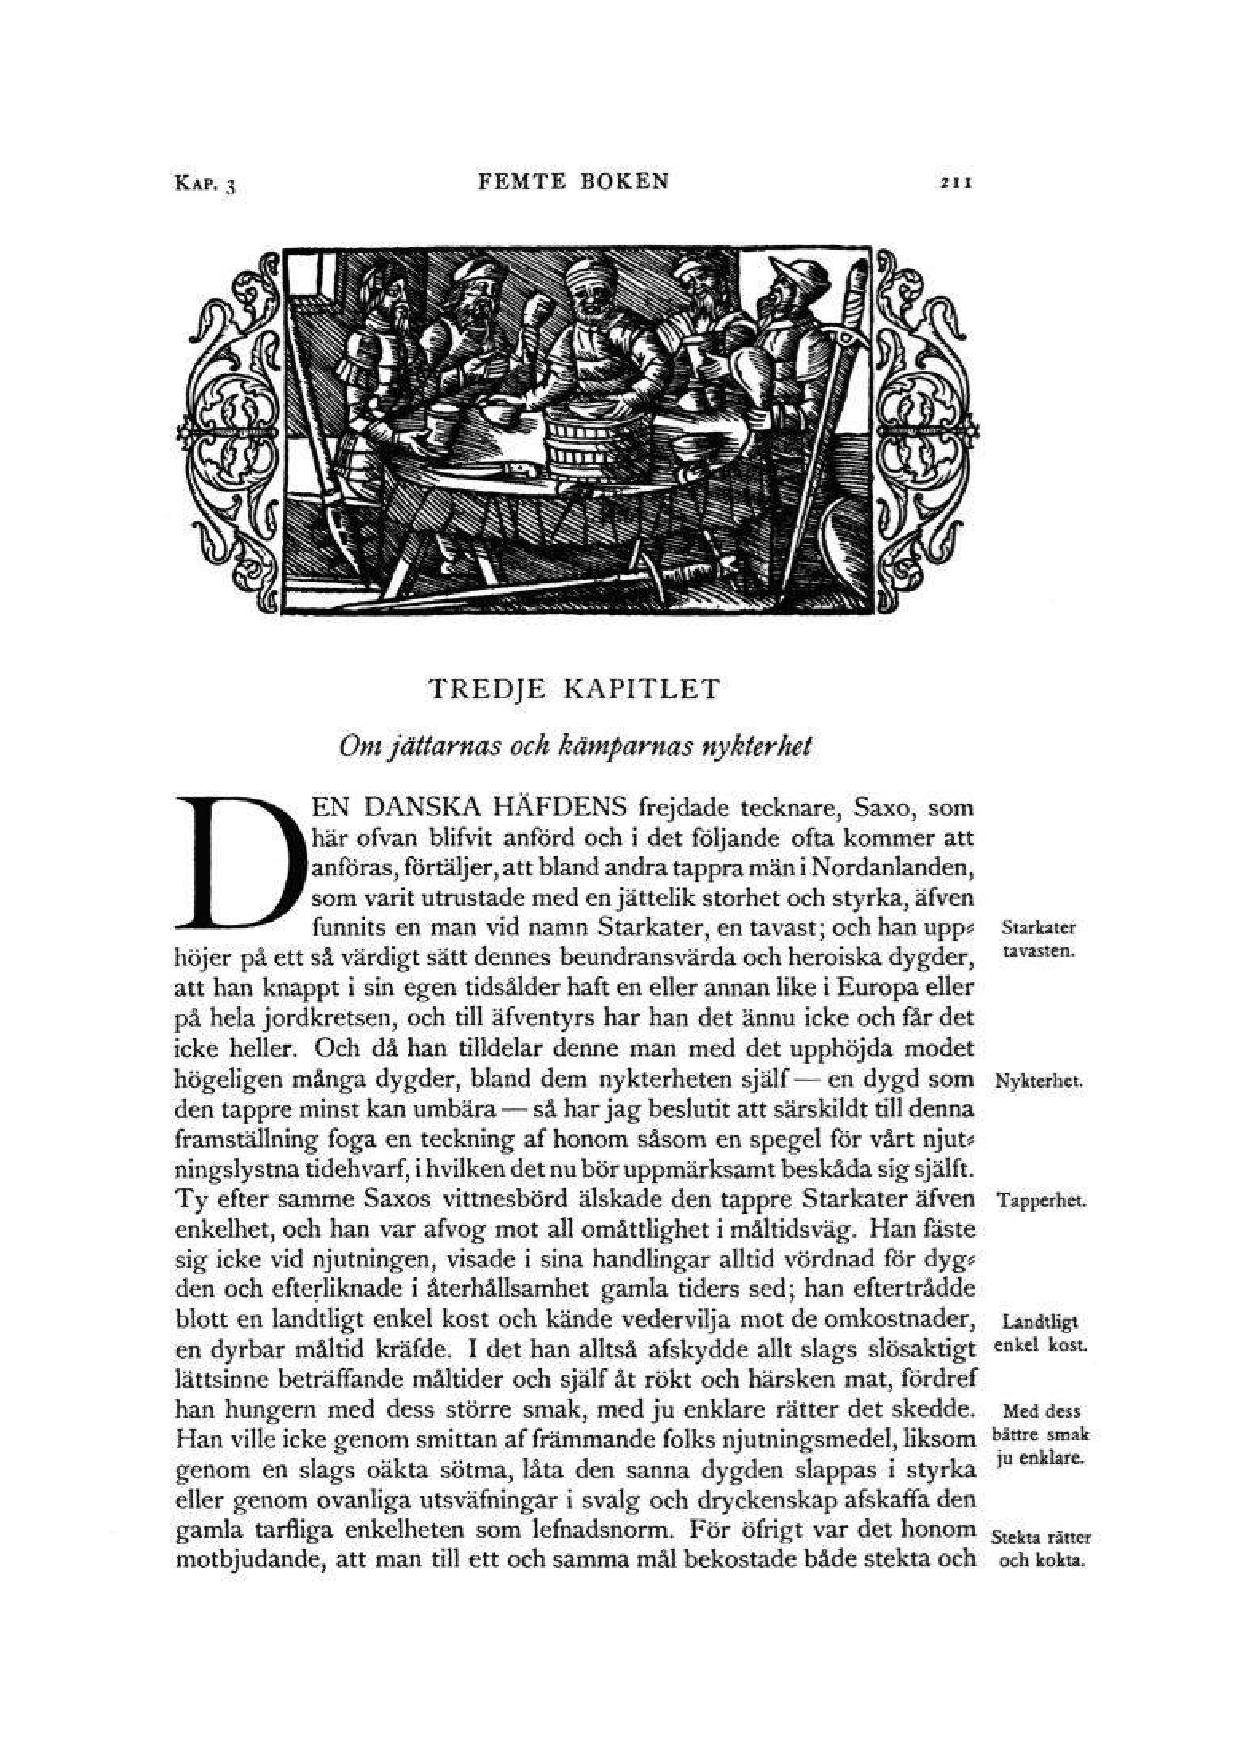 KAP. 3
FEMTE BOKEN
211
TREDJE KAPITLET
Om jättarnas och kämparnas nykterhet
DEN DANSKA HÄFDENS frejdade tecknare, Saxo, som
här ofvan blifvit anförd och i det följande ofta kommer att
anföras, förtäljer, att bland andra tappra män i Nordanlanden,
som varit utrustade med en jättelik storhet och styrka, äfven
funnits en man vid namn Starkater, en tavast; och han upp⸗
höjer på ett så värdigt sätt dennes beundransvärda och heroiska dygder,
att han knappt i sin egen tidsålder haft en eller annan like i Europa eller
på hela jordkretsen, och till äfventyrs har han det ännu icke och får det
icke heller. Och då han tilldelar denne man med det upphöjda modet
högeligen många dygder, bland dem nykterheten själf — en dygd som
den tappre minst kan umbära — så har jag beslutit att särskildt till denna
framställning foga en teckning af honom såsom en spegel för vårt njut⸗
ningslystna tidehvarf, i hvilken det nu bör uppmärksamt beskåda sig själft.
Ty efter samme Saxos vittnesbörd älskade den tappre Starkater äfven
enkelhet, och han var afvog mot all omåttlighet i måltidsväg. Han fäste
sig icke vid njutningen, visade i sina handlingar alltid vördnad för dyg⸗
den och efterliknade i återhållsamhet gamla tiders sed; han eftertrådde
blott en landtligt enkel kost och kände vedervilja mot de omkostnader,
en dyrbar måltid kräfde. I det han alltså afskydde allt slags slösaktigt
lättsinne beträffande måltider och själf åt rökt och härsken mat, fördref
han hungern med dess större smak, med ju enklare rätter det skedde.
Han ville icke genom smittan af främmande folks njutningsmedel, liksom
genom en slags oäkta sötma, låta den sanna dygden slappas i styrka
eller genom ovanliga utsväfningar i svalg och dryckenskap afskaffa den
gamla tarfliga enkelheten som lefnadsnorm. För öfrigt var det honom
motbjudande, att man till ett och samma mål bekostade både stekta och
Starkater
tavasten.
Nykterhet.
Tapperhet.
Landtligt
enkel kost.
Med dess
bättre smak
ju enklare.
Stekta rätter
och kokta.